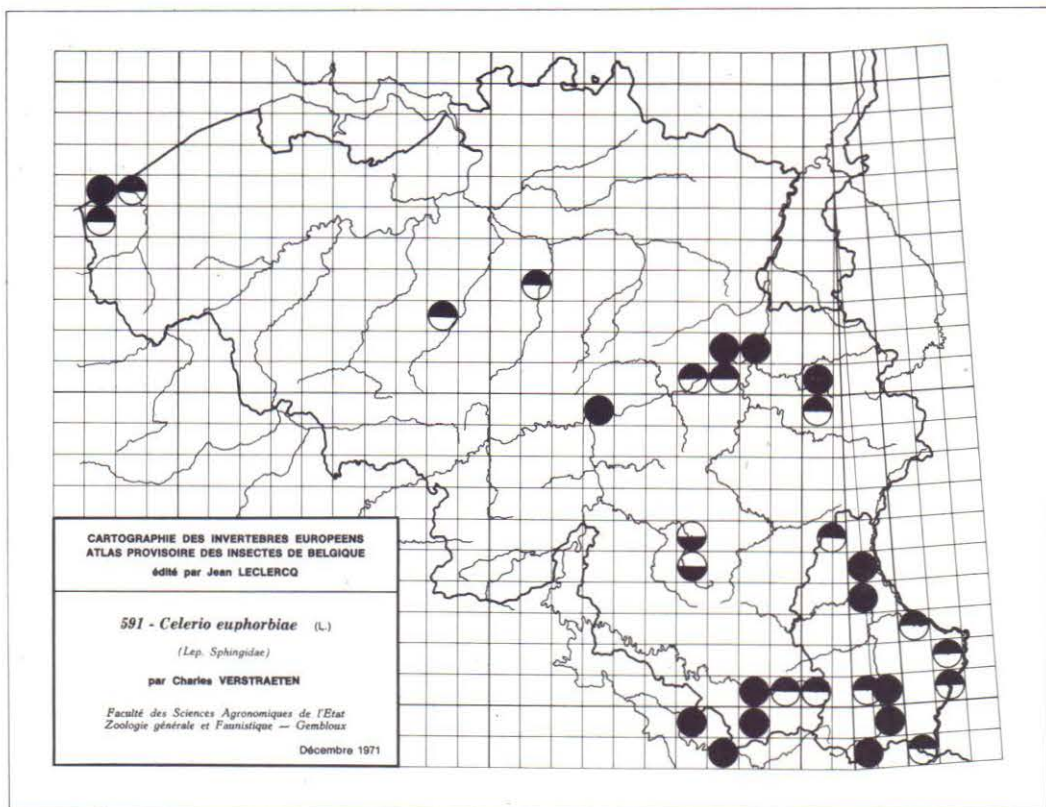 CARTOGRAPHIE DES INVERTEBRES EUROPEENS
ATLAS PROVISOIRE DES INSECTES DE BELGIQUE
édité par Jean LECLERCQ
591 - Celerio euphorbiae (L.)
(Lep. Sphingidae)
par Charles VERSTRAETEN
Faculté des Sciences Agronomiques de l'Etat
Zoologie générale et Faunistique — Gembloux
Décembre 1971